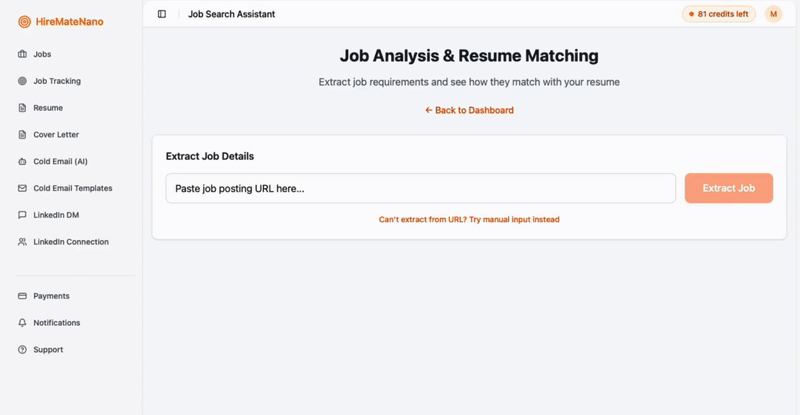 HireMateNano
Jobs
Job Tracking
Resume
Cover Letter
Cold Email (AI)
Cold Email Templates
LinkedIn DM
LinkedIn Connection
Payments
Notifications
Support
Job Search Assistant
81 credits left
M
Job Analysis & Resume Matching
Extract job requirements and see how they match with your resume
← Back to Dashboard
Extract Job Details
Paste job posting URL here...
Extract Job
Can't extract from URL? Try manual input instead